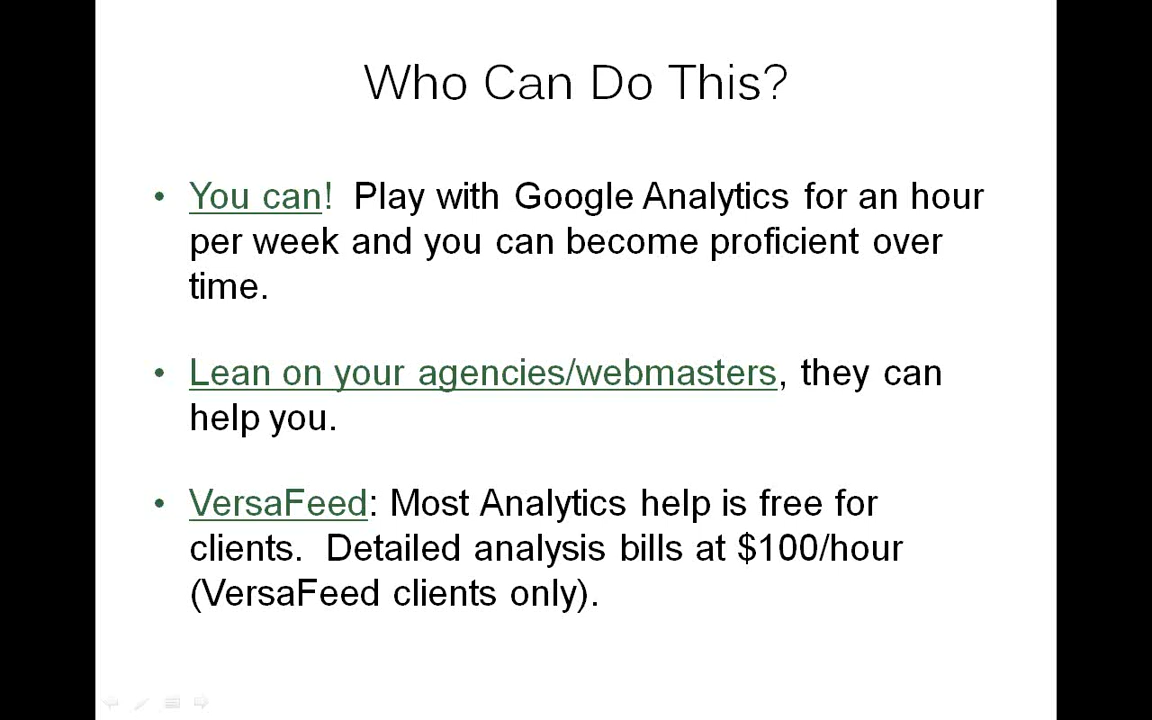 Who Can Do This?
• You can!  Play with Google Analytics for an hour
per week and you can become proficient over
time.
• Lean on your agencies/webmasters, they can
help you.
• VersaFeed: Most Analytics help is free for
clients.  Detailed analysis bills at $100/hour
(VersaFeed clients only).